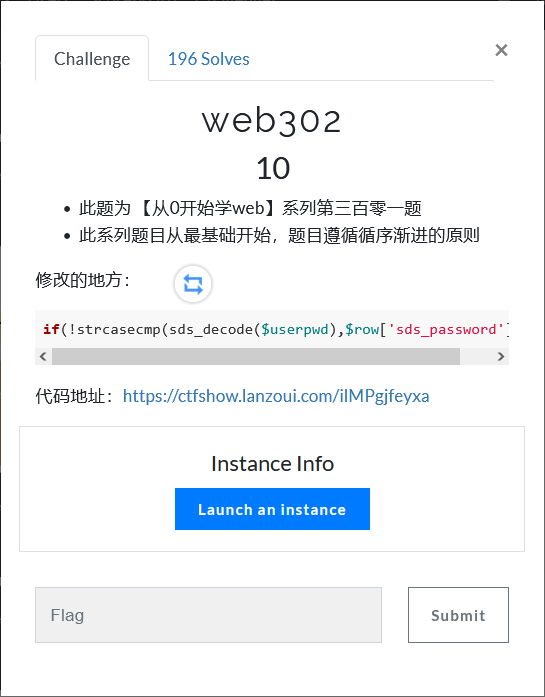 Challenge
196 Solves
×
web302
10
此题为 【从0开始学web】系列第三百零一题
此系列题目从最基础开始，题目遵循循序渐进的原则
修改的地方：
if(!strcasecmp(sds_decode($userpwd),$row['sds_password']
代码地址：https://ctfshow.lanzoui.com/ilMPgjfeyxa
Instance Info
Launch an instance
Flag
Submit